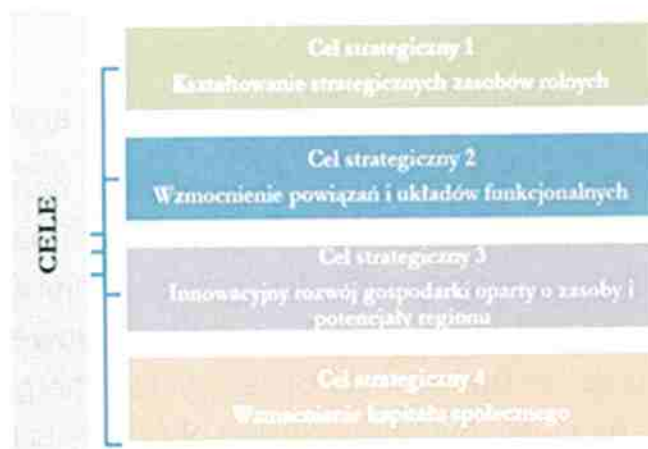 CELE
Cel strategiczny 1
Kształtowanie strategicznych zasobów rolnych
Cel strategiczny 2
Wzmocnienie powiązań i układów funkcjonalnych
Cel strategiczny 3
Innowacyjny rozwój gospodarki oparty o zasoby i
potencjały regionu
Cel strategiczny 4
Wzmacnianie kapitału społecznego